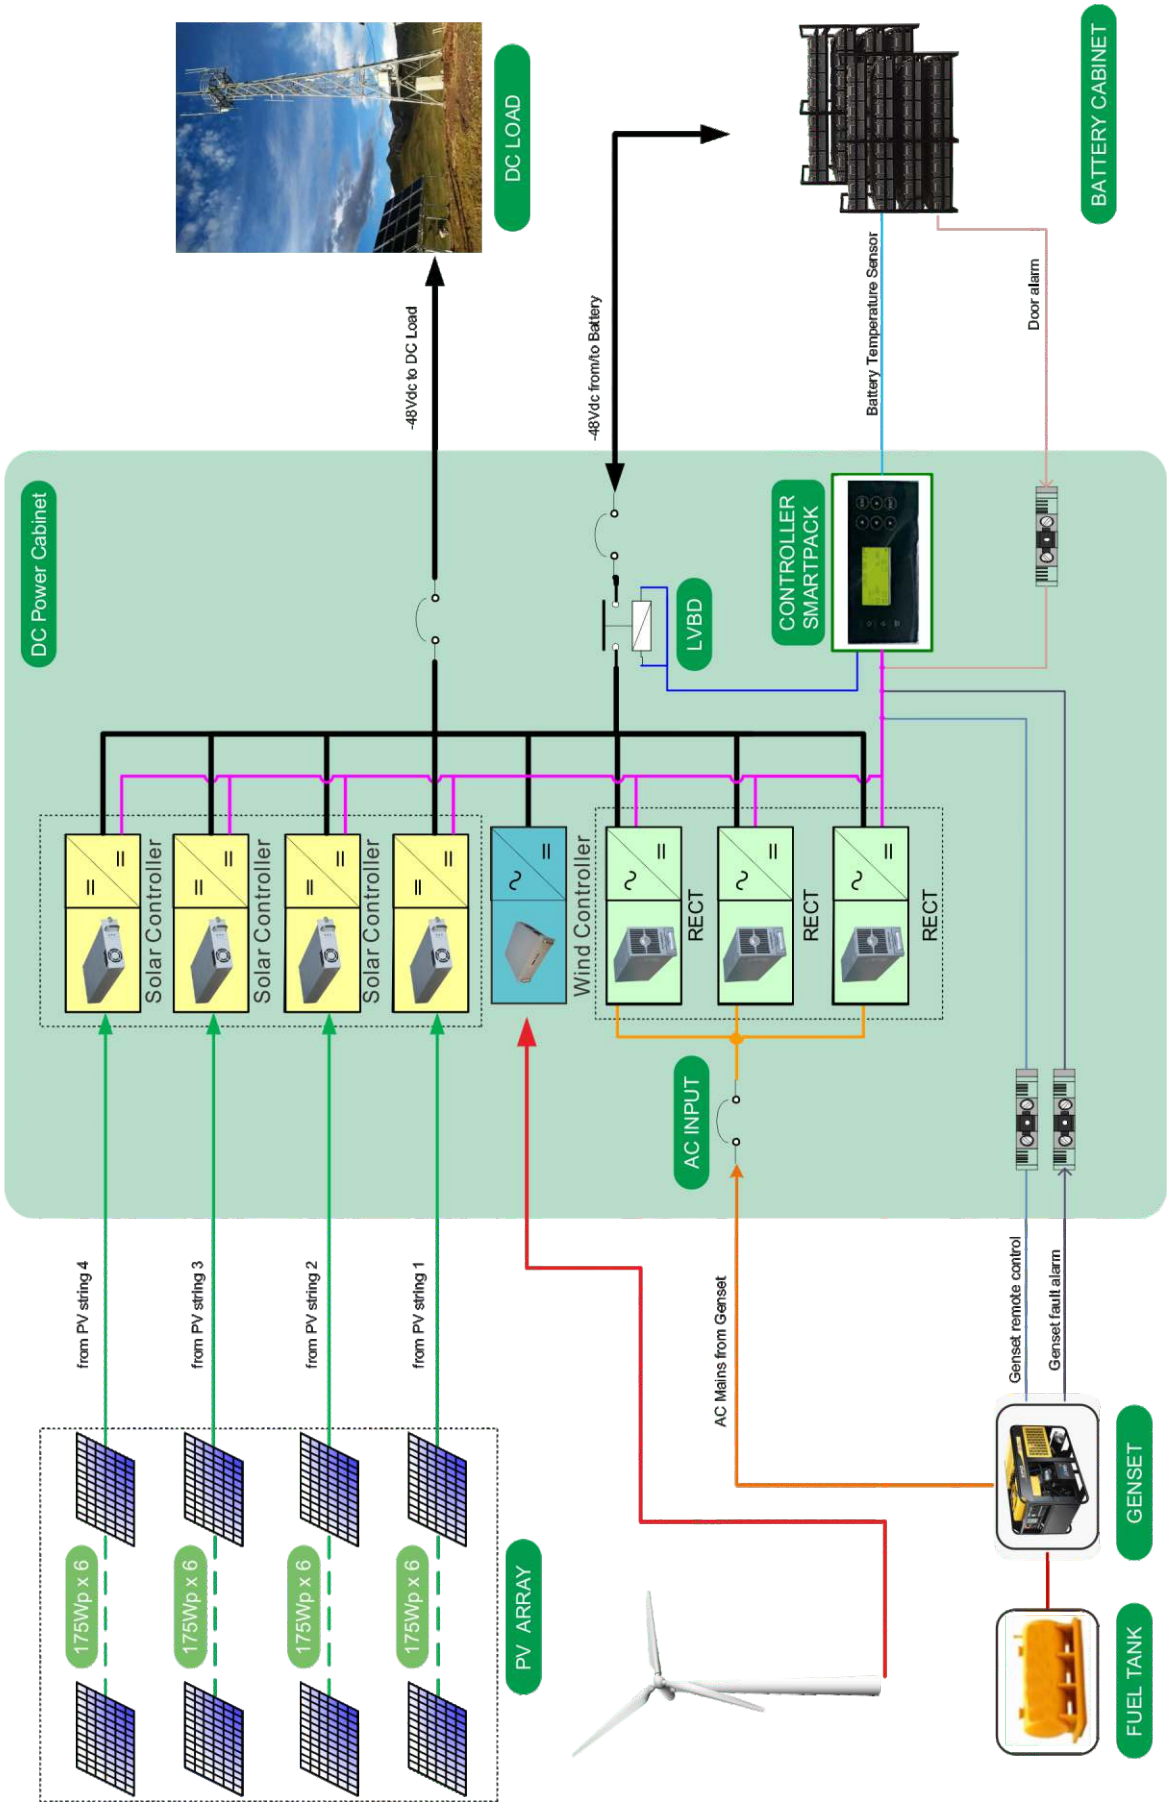 DC LOAD
BATTERY CABINET
-48Vdc to DC Load
-48Vdc from/to Battery
Battery Temperature Sensor
Door alarm
DC Power Cabinet
CONTROLLER
SMARTPACK
LVBD
Solar Controller
Solar Controller
Solar Controller
Wind Controller
RECT
RECT
RECT
AC INPUT
from PV string 4
from PV string 3
from PV string 2
from PV string 1
AC Mains from Genset
Genset remote control
Genset fault alarm
175Wp x 6
175Wp x 6
175Wp x 6
175Wp x 6
PV ARRAY
GENSET
FUEL TANK